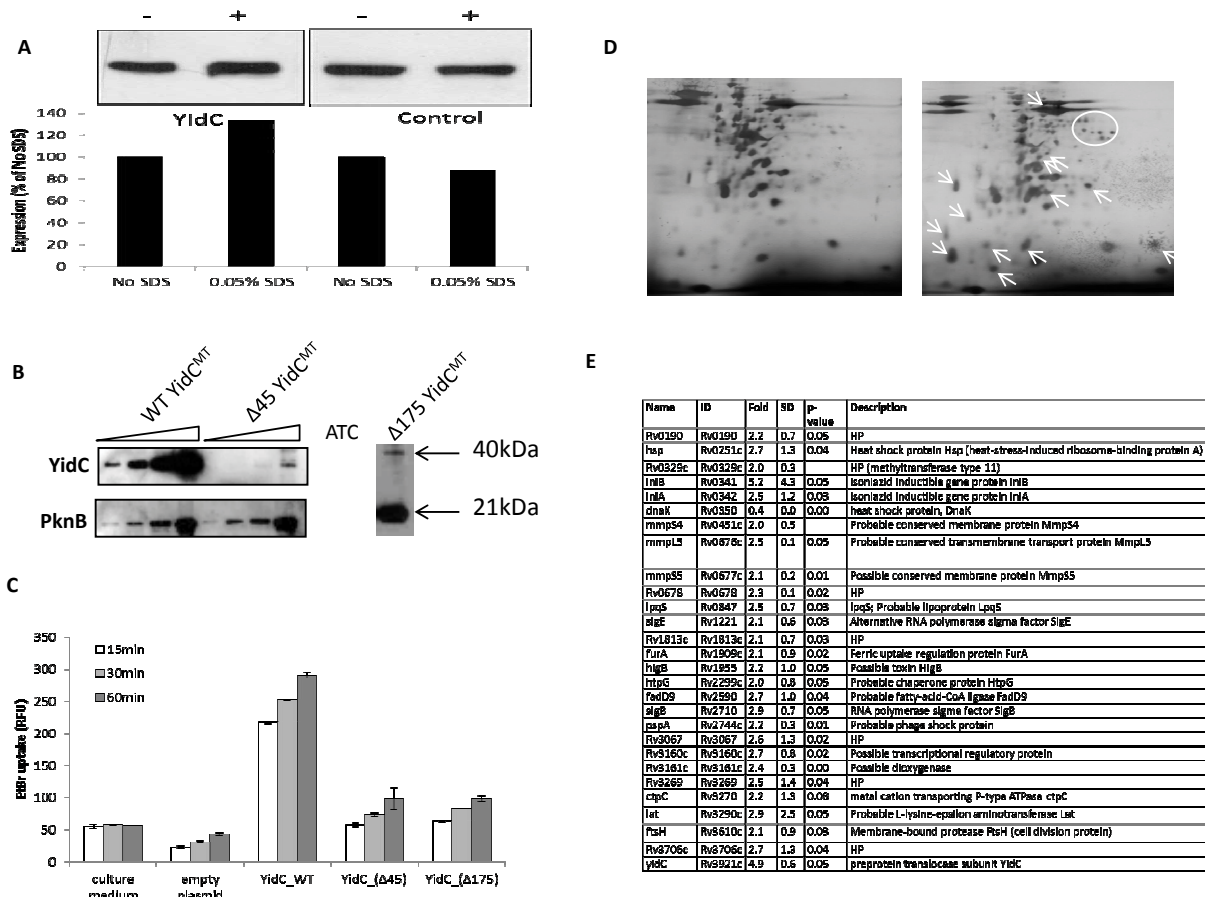 A
- + - +
YidC Control
Expression (% of No SDS)
140
120
100
80
60
40
20
0
No SDS 0.05% SDS No SDS 0.05% SDS
B
WT YidCMT
Δ45 YidCMT
ATC
Δ175 YidCMT
YidC
PknB
40kDa
21kDa
C
EtBr uptake (RFU)
350
300
250
200
150
100
50
0
15min
30min
60min
culture medium
empty plasmid
YidC_WT
YidC_(Δ45)
YidC_(Δ175)
D
E
Name ID Fold SD p-value Description
Rv0190 Rv0190 2.2 0.7 0.05 HP
hsp Rv0251c 2.7 1.3 0.04 Heat shock protein Hsp (heat-stress-induced ribosome-binding protein A)
Rv0329c Rv0329c 2.0 0.3 HP (methyltransferase type 11)
iniB Rv0341 5.2 4.3 0.05 Isoniazid inductible gene protein IniB
iniA Rv0342 2.5 1.2 0.03 Isoniazid inductible gene protein IniA
dnaK Rv0350 0.4 0.0 0.00 heat shock protein, DnaK
mmpS4 Rv0451c 2.0 0.5 Probable conserved membrane protein MmpS4
mmpL5 Rv0676c 2.5 0.1 0.05 Probable conserved transmembrane transport protein MmpL5
mmpS5 Rv0677c 2.1 0.2 0.01 Possible conserved membrane protein MmpS5
Rv0678 Rv0678 2.3 0.1 0.02 HP
lpqS Rv0847 2.5 0.7 0.03 lpqS; Probable lipoprotein LpqS
sigE Rv1221 2.1 0.6 0.03 Alternative RNA polymerase sigma factor SigE
Rv1813c Rv1813c 2.1 0.7 0.03 HP
furA Rv1909c 2.1 0.9 0.02 Ferric uptake regulation protein FurA
higB Rv1955 2.2 1.0 0.05 Possible toxin HigB
htpG Rv2299c 2.0 0.8 0.05 Probable chaperone protein HtpG
fadD9 Rv2590 2.7 1.0 0.04 Probable fatty-acid-CoA ligase FadD9
sigB Rv2710 2.9 0.7 0.05 RNA polymerase sigma factor SigB
pspA Rv2744c 2.2 0.3 0.01 Probable phage shock protein
Rv3067 Rv3067 2.6 1.3 0.02 HP
Rv3160c Rv3160c 2.7 0.8 0.02 Possible transcriptional regulatory protein
Rv3161c Rv3161c 2.4 0.3 0.00 Possible dioxygenase
Rv3269 Rv3269 2.5 1.4 0.04 HP
ctpC Rv3270 2.2 1.3 0.08 metal cation transporting P-type ATPase ctpC
lat Rv3290c 2.9 2.5 0.05 Probable L-lysine-epsilon aminotransferase Lat
ftsH Rv3610c 2.1 0.9 0.03 Membrane-bound protease FtsH (cell division protein)
Rv3706c Rv3706c 2.7 1.3 0.04 HP
yidC Rv3921c 4.9 0.6 0.05 preprotein translocase subunit YidC